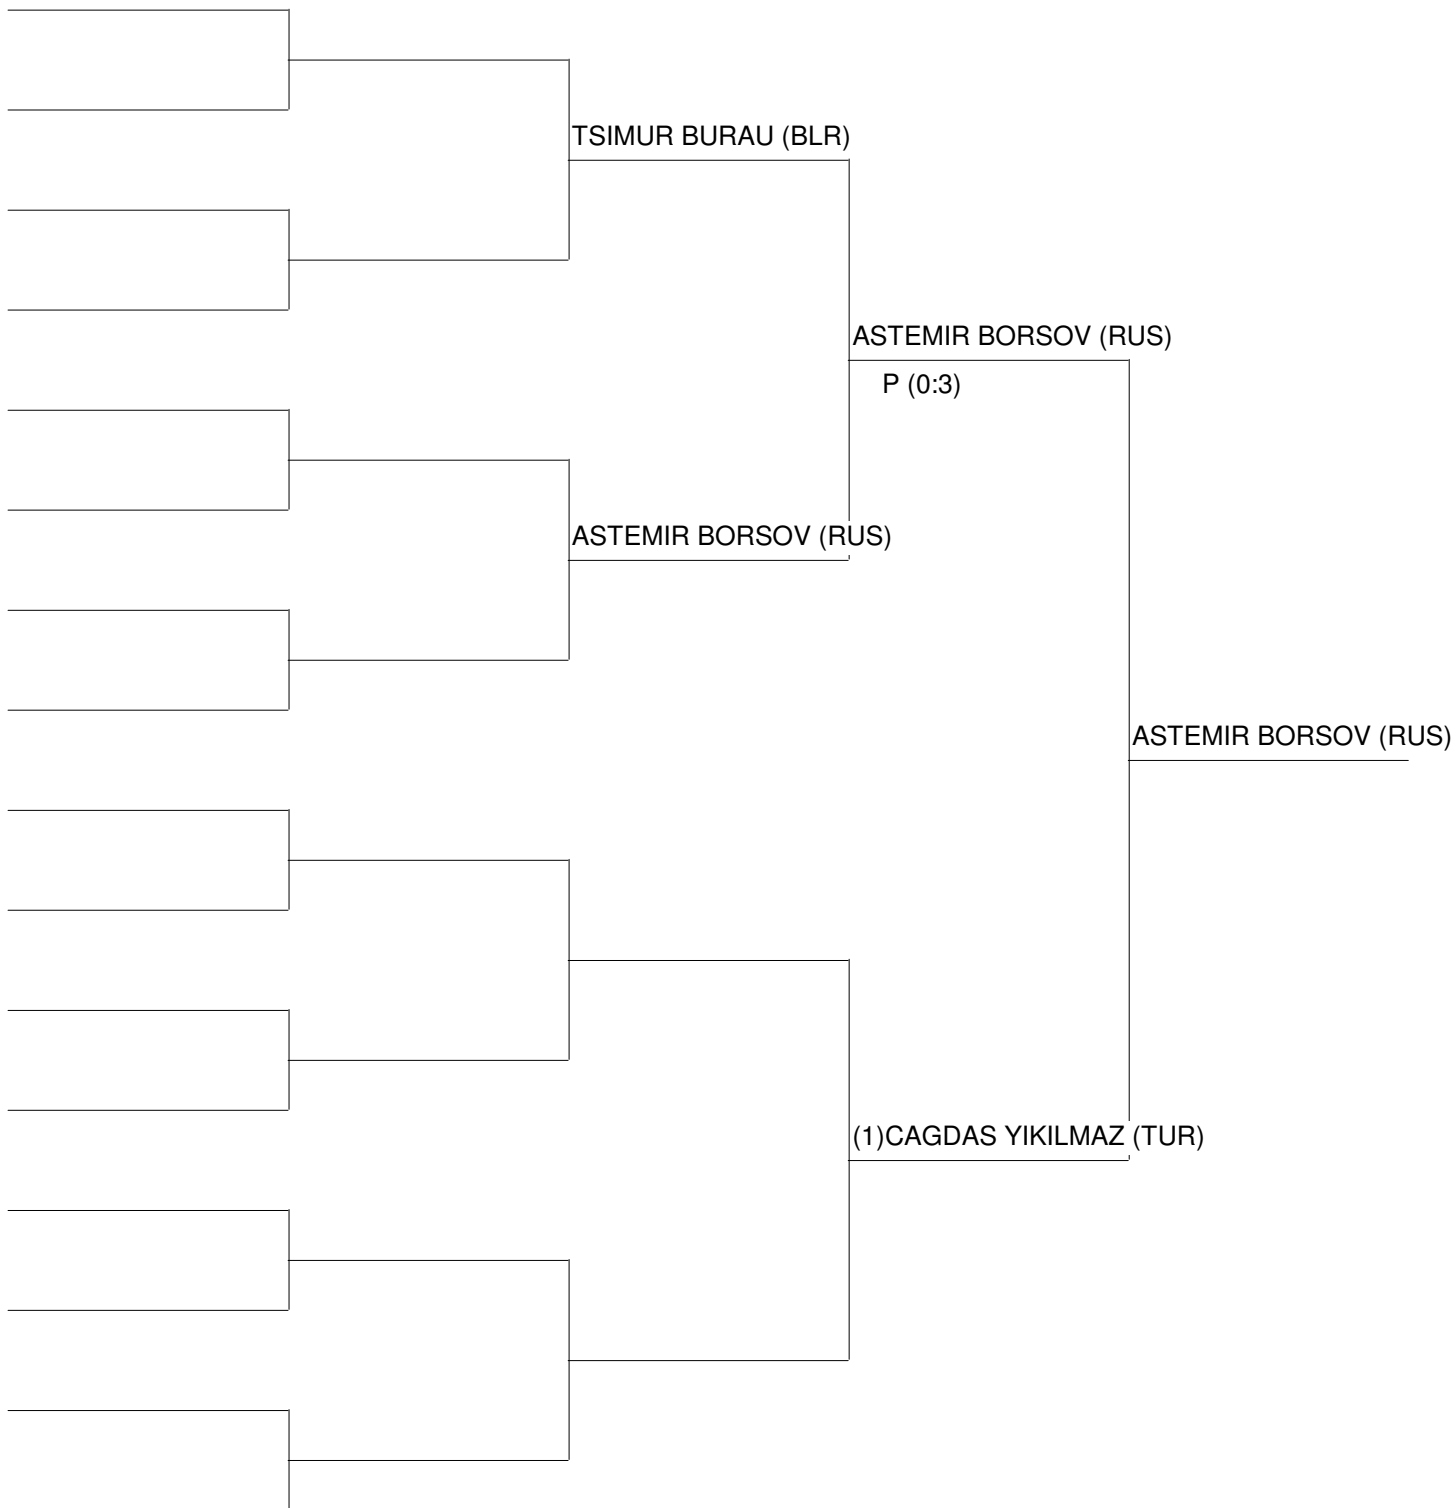 TSIMUR BURAU (BLR)
ASTEMIR BORSOV (RUS)
P (0:3)
ASTEMIR BORSOV (RUS)
ASTEMIR BORSOV (RUS)
(1)CAGDAS YIKILMAZ (TUR)